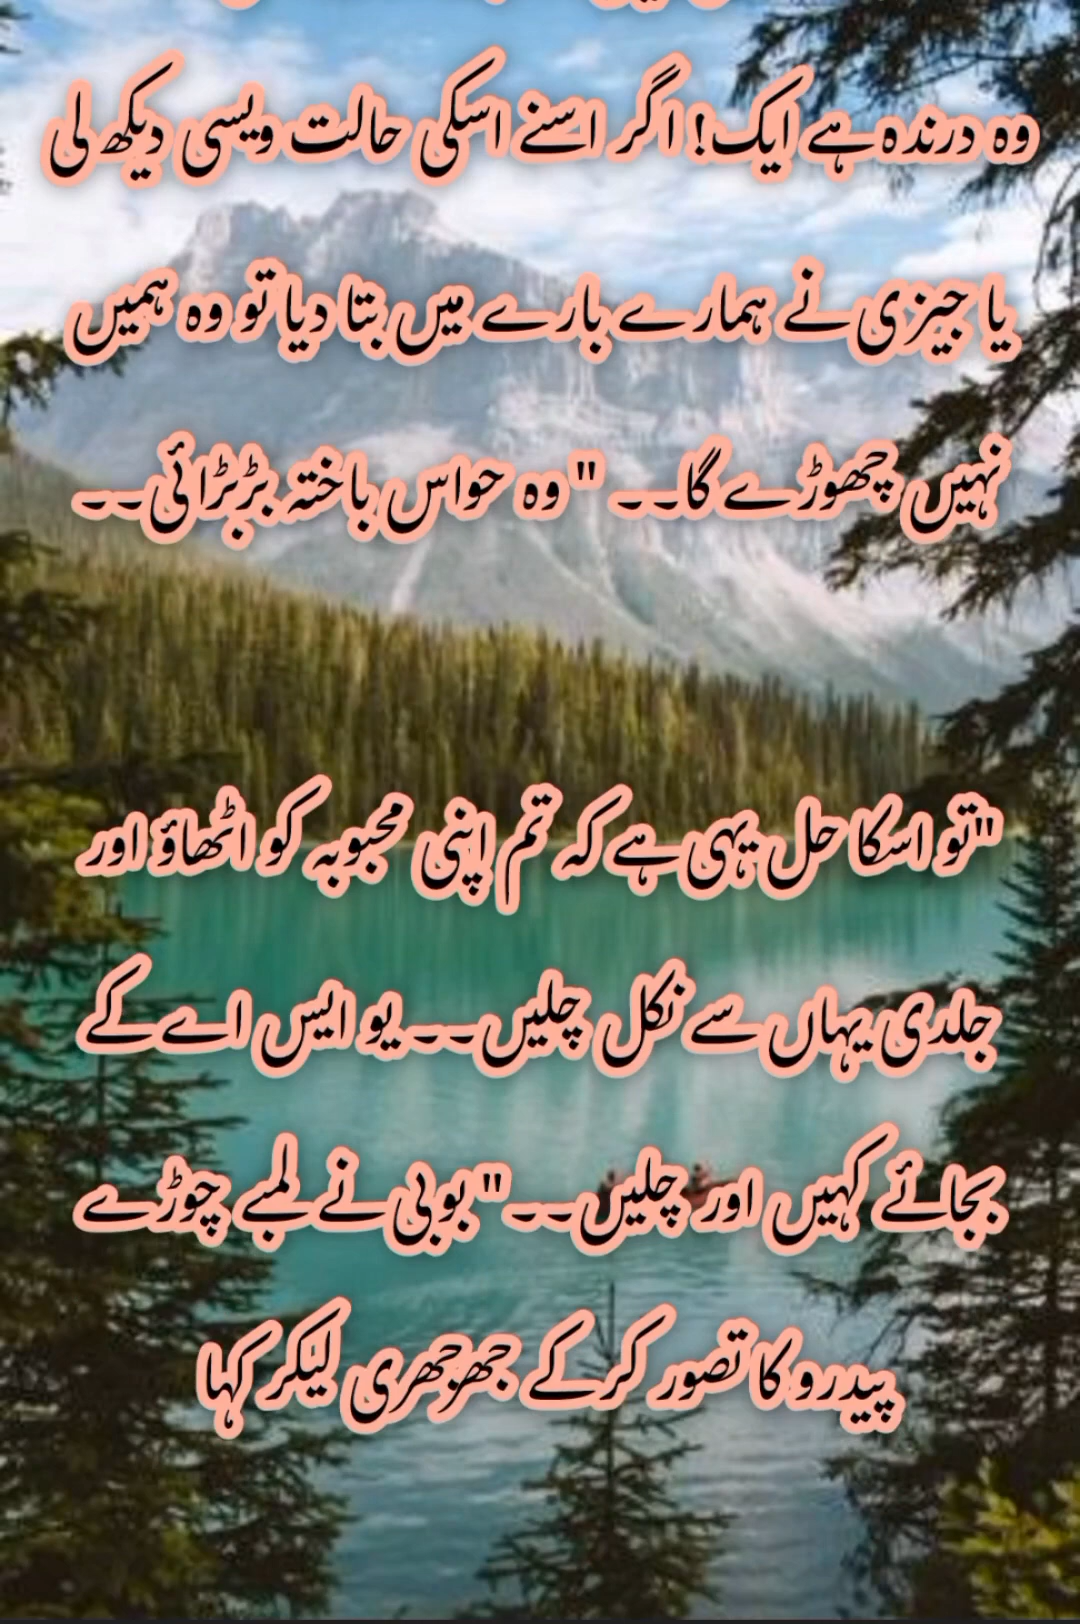 وہ درندہ ہے ایک! اگر اسنے اسکی حالت ویسی دیکھ لی
یا جیزی نے ہمارے بارے میں بتا دیا تو وہ ہمیں
نہیں چھوڑے گا۔۔ " وہ حواس باختہ بڑبڑائی۔۔
"تو اسکا حل یہی ہے کہ تم اپنی محبوبہ کو اٹھاؤ اور
جلدی یہاں سے نکل چلیں۔۔۔ یو ایس اے کے
بجائے کہیں اور چلیں۔۔۔" بوبی نے لمبے چوڑے
پیدرو کا تصور کر کے جھرجھری لیکر کہا